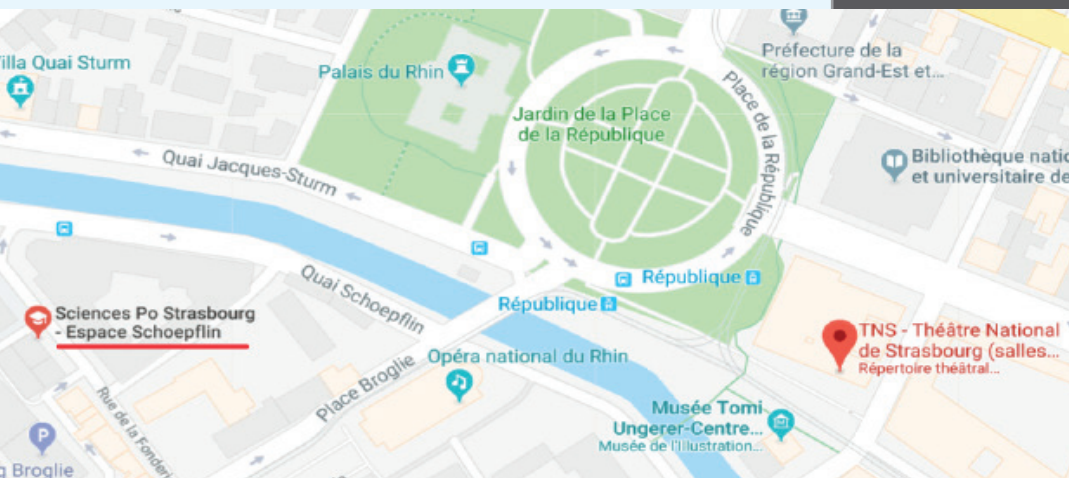 Villa Quai Sturm
Palais du Rhin
Jardin de la Place
de la République
Place de la République
Préfecture de la
région Grand-Est et...
Bibliothèque natio
et universitaire de
Quai Jacques-Sturm
Quai Schoepflin
République
République
Sciences Po Strasbourg
- Espace Schoepflin
Opéra national du Rhin
Place Broglie
TNS - Théâtre National
de Strasbourg (salles...
Répertoire théâtral...
Musée Tomi
Ungerer-Centre...
Musée de l'Illustration...
Rue de la Fonderi
P
g Broglie